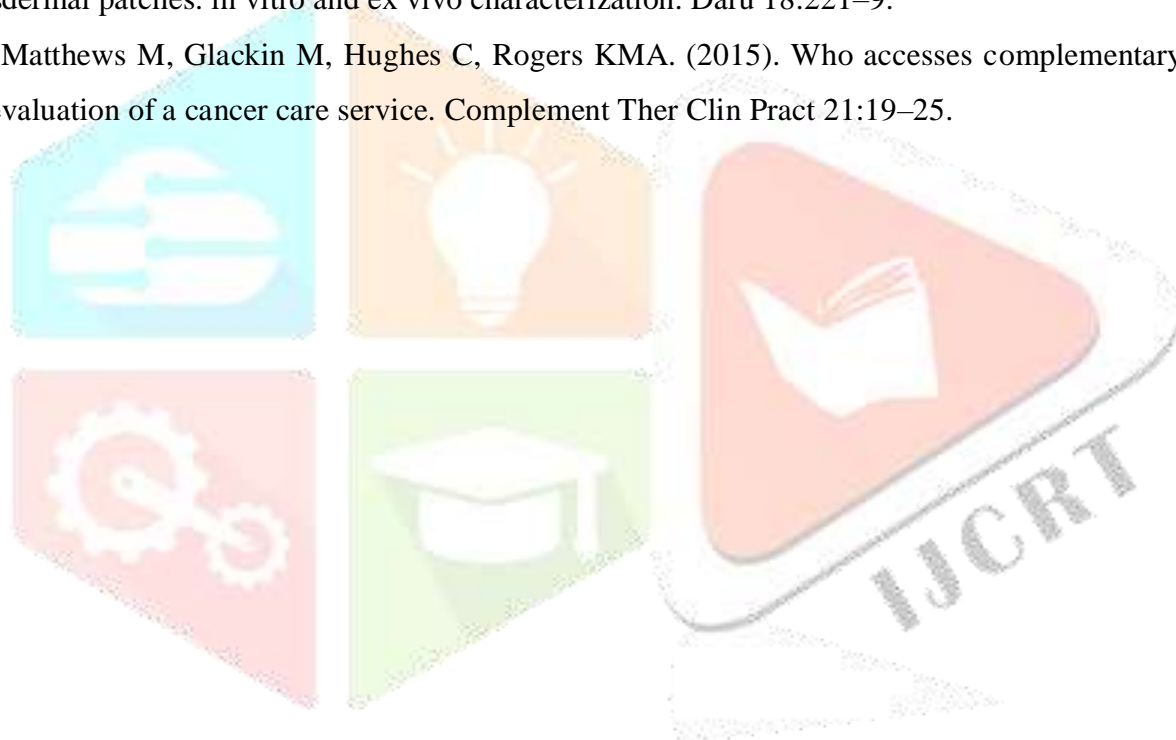 dermal patches. In vitro and ex vivo characterization. Daru 18:221–9.
Matthews M, Glackin M, Hughes C, Rogers KMA. (2015). Who accesses complementary
evaluation of a cancer care service. Complement Ther Clin Pract 21:19–25.
IJCRT